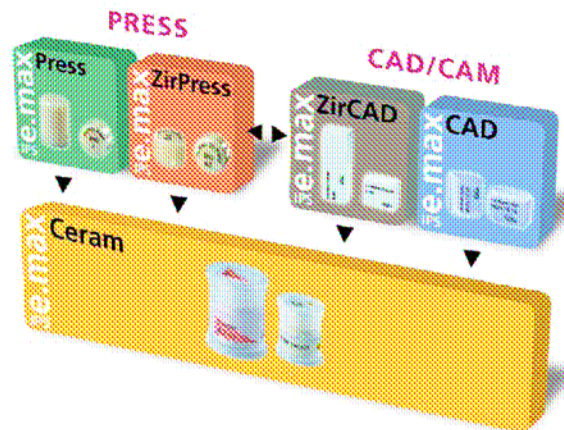 PRESS
CAD/CAM
e.max
Press
e.max
ZirPress
e.max
ZirCAD
e.max
CAD
e.max
Ceram